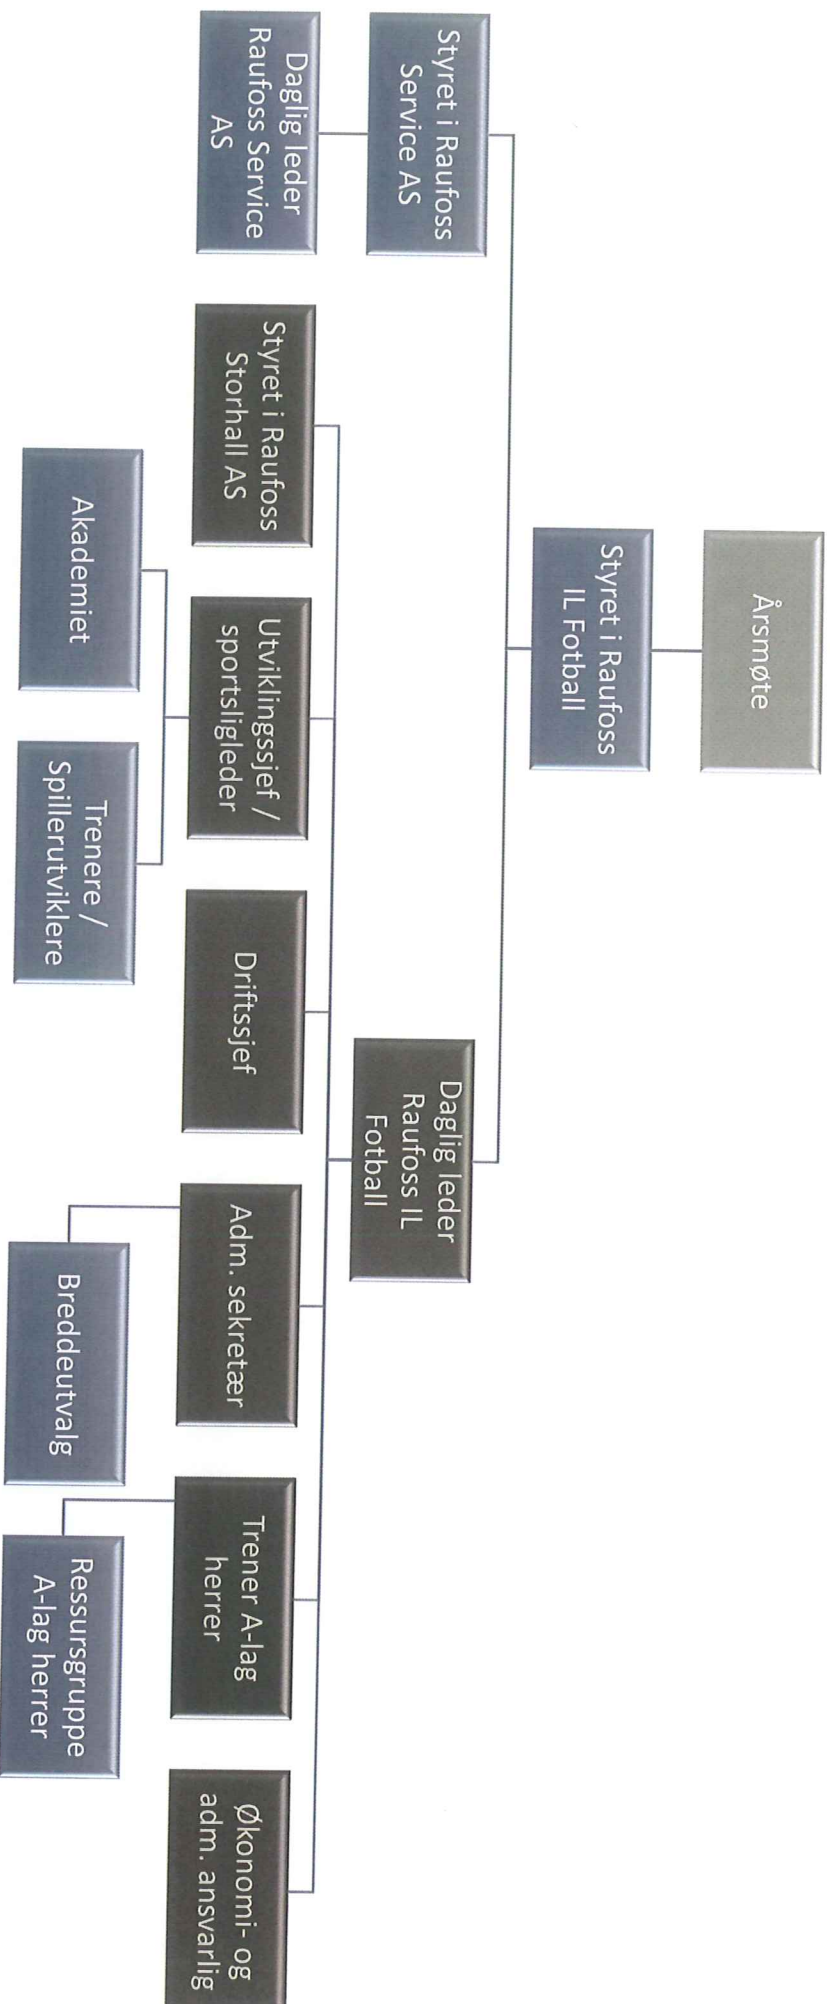 Årsmøte
Styret i Raufoss
IL Fotball
Styret i Raufoss
Service AS
Daglig leder
Raufoss IL
Fotball
Daglig leder
Raufoss Service
AS
Styret i Raufoss
Storhall AS
Utviklingssjef /
sportsligleder
Driftssjef
Adm. sekretær
Trener A-lag
herrer
Økonomi- og
adm. ansvarlig
Akademiet
Trenere /
Spillerutviklere
Breddeutvalg
Ressursgruppe
A-lag herrer